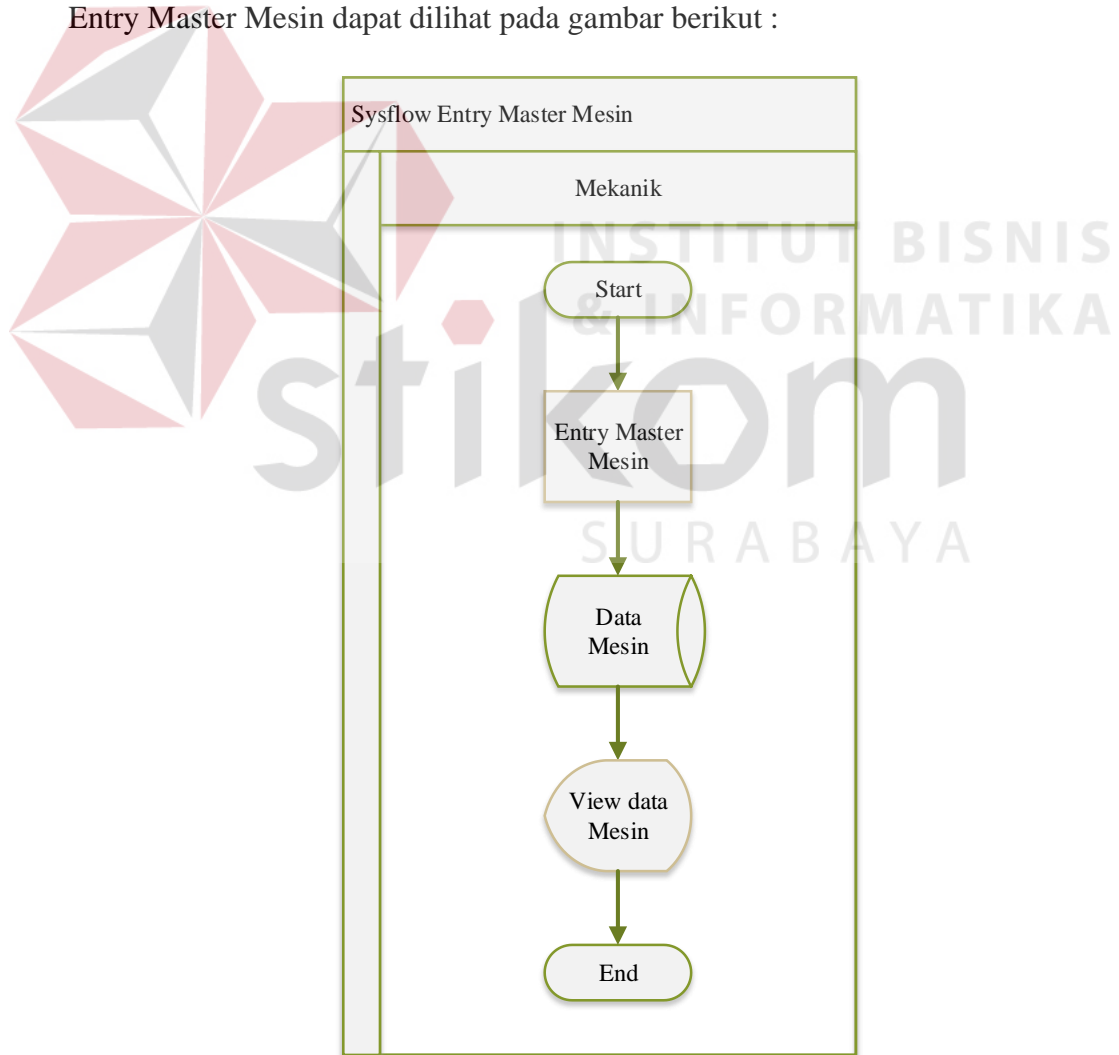 Entry Master Mesin dapat dilihat pada gambar berikut :
Sysflow Entry Master Mesin
Mekanik
INSTITUT BISNIS
& INFORMATIKA
stikom
SURABAYA
Start
Entry Master
Mesin
Data
Mesin
View data
Mesin
End